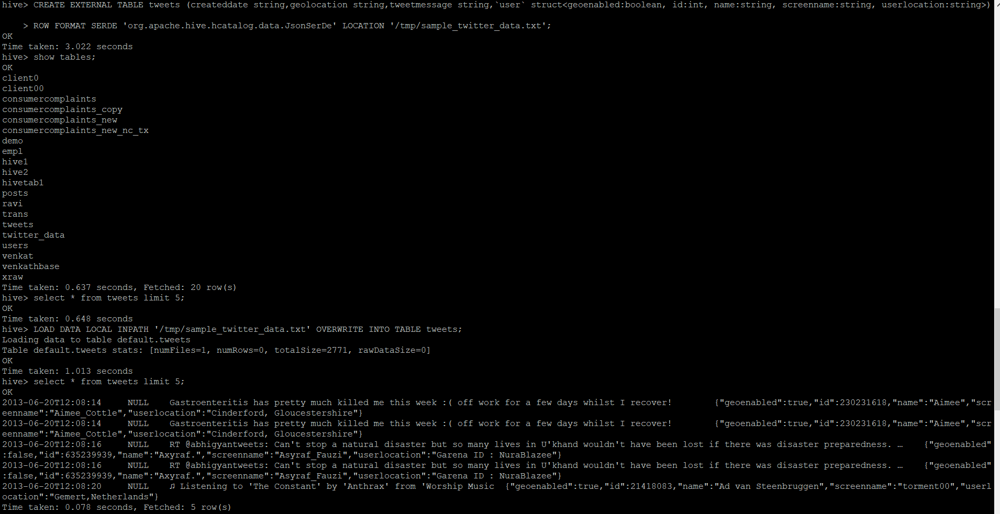 hive> CREATE EXTERNAL TABLE tweets (createddate string,geolocation string,tweetmessage string,`user` struct<geoenabled:boolean, id:int, name:string, screenname:string, userlocation:string>)
    > ROW FORMAT SERDE 'org.apache.hive.hcatalog.data.JsonSerDe' LOCATION '/tmp/sample_twitter_data.txt';
OK
Time taken: 3.022 seconds
hive> show tables;
OK
client0
client00
consumercomplaints
consumercomplaints_copy
consumercomplaints_new
consumercomplaints_new_nc_tx
demo
empl
hive1
hive2
hivetab1
posts
ravi
trans
tweets
twitter_data
users
venkat
venkathbase
xraw
Time taken: 0.637 seconds, Fetched: 20 row(s)
hive> select * from tweets limit 5;
OK
Time taken: 0.648 seconds
hive> LOAD DATA LOCAL INPATH '/tmp/sample_twitter_data.txt' OVERWRITE INTO TABLE tweets;
Loading data to table default.tweets
Table default.tweets stats: [numFiles=1, numRows=0, totalSize=2771, rawDataSize=0]
OK
Time taken: 1.013 seconds
hive> select * from tweets limit 5;
OK
2013-06-20T12:08:14     NULL    Gastroenteritis has pretty much killed me this week :( off work for a few days whilst I recover!        {"geoenabled":true,"id":230231618,"name":"Aimee","scr
eenname":"Aimee_Cottle","userlocation":"Cinderford, Gloucestershire"}
2013-06-20T12:08:14     NULL    Gastroenteritis has pretty much killed me this week :( off work for a few days whilst I recover!        {"geoenabled":true,"id":230231618,"name":"Aimee","scr
eenname":"Aimee_Cottle","userlocation":"Cinderford, Gloucestershire"}
2013-06-20T12:08:16     NULL    RT @abhigyantweets: Can't stop a natural disaster but so many lives in U'khand wouldn't have been lost if there was disaster preparedness. …    {"geoenabled"
:false,"id":635239939,"name":"Axyraf.","screenname":"Asyraf_Fauzi","userlocation":"Garena ID : NuraBlazee"}
2013-06-20T12:08:16     NULL    RT @abhigyantweets: Can't stop a natural disaster but so many lives in U'khand wouldn't have been lost if there was disaster preparedness. …    {"geoenabled"
:false,"id":635239939,"name":"Axyraf.","screenname":"Asyraf_Fauzi","userlocation":"Garena ID : NuraBlazee"}
2013-06-20T12:08:20     NULL    ♫ Listening to 'The Constant' by 'Anthrax' from 'Worship Music  {"geoenabled":true,"id":21418083,"name":"Ad van Steenbruggen","screenname":"torment00","userl
ocation":"Gemert,Netherlands"}
Time taken: 0.078 seconds, Fetched: 5 row(s)